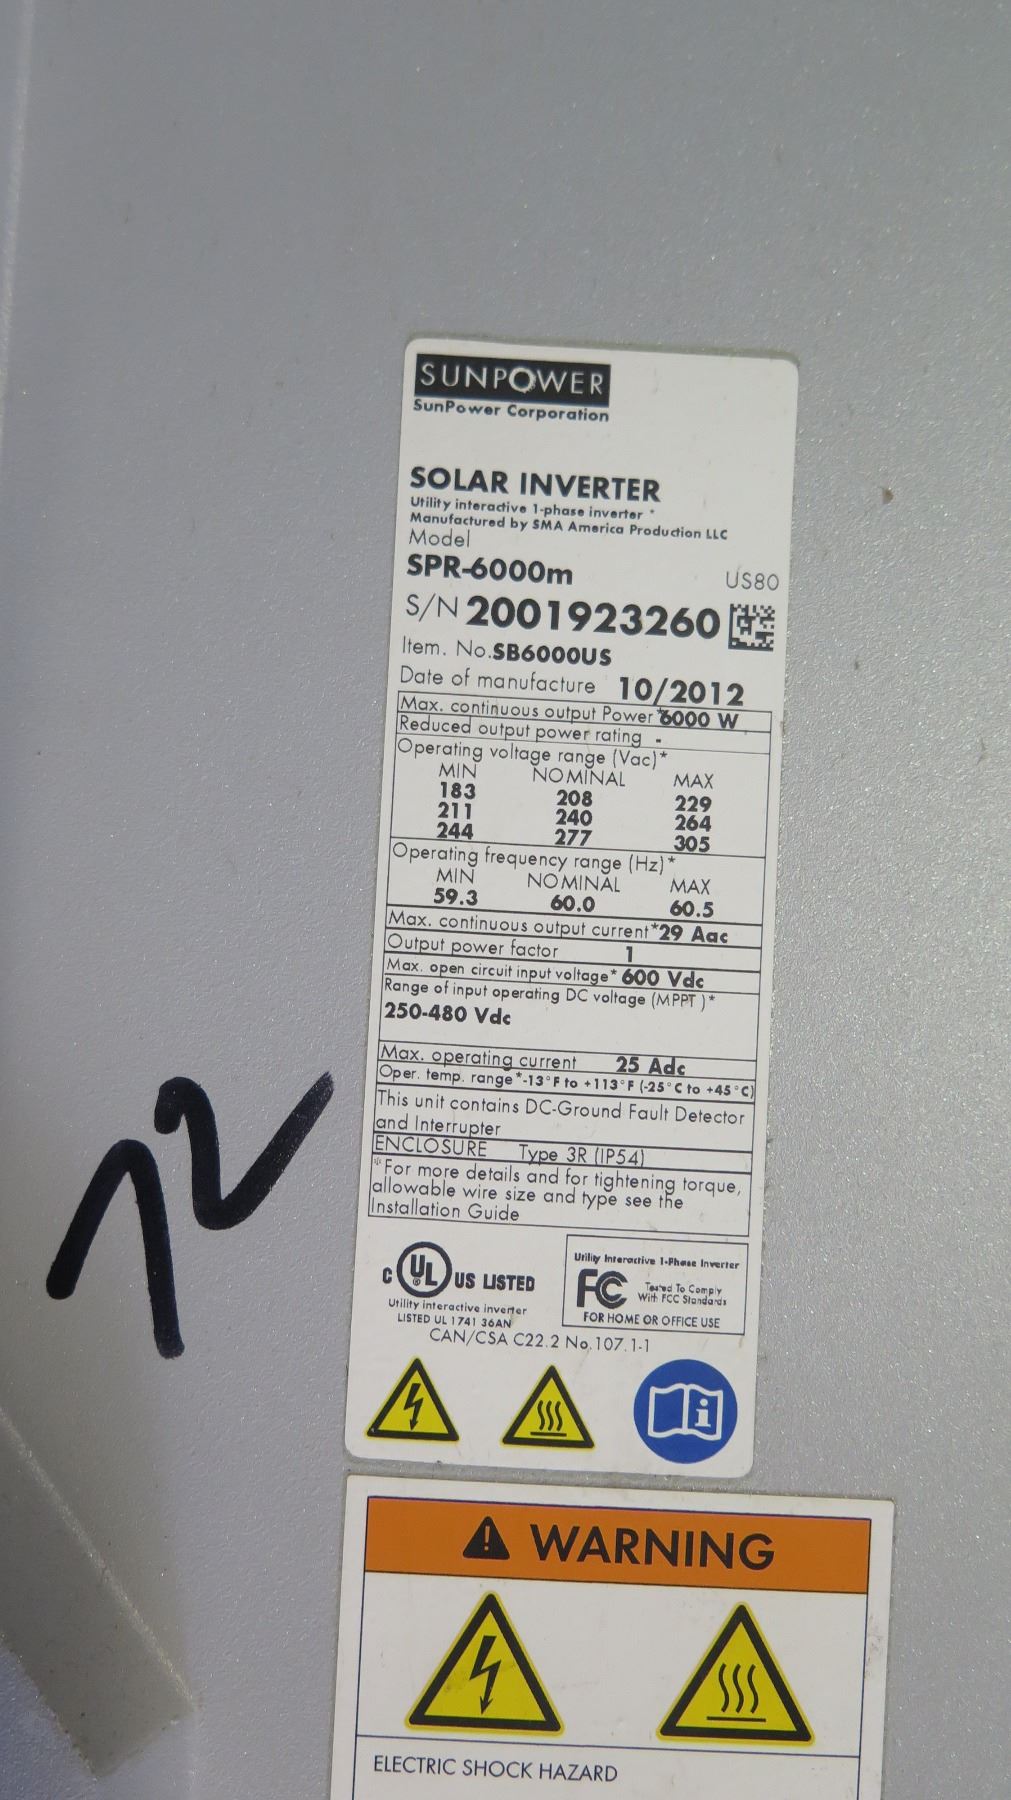 SUNPOWER
SunPower Corporation
SOLAR INVERTER
Utility interactive 1-phase inverter *
Manufactured by SMA America Production LLC
Model
SPR-6000m US80
S/N 2001923260
Item. No.SB6000US
Date of manufacture 10/2012
Max. continuous output Power*6000 W
Reduced output power rating -
Operating voltage range (Vac)*
MIN NOMINAL MAX
183 208 229
211 240 264
244 277 305
Operating frequency range (Hz)*
MIN NOMINAL MAX
59.3 60.0 60.5
Max. continuous output current*29 Aac
Output power factor 1
Max. open circuit input voltage* 600 Vdc
Range of input operating DC voltage (MPPT )*
250-480 Vdc
Max. operating current 25 Adc
Oper. temp. range*-13°F to +113°F (-25°C to +45°C)
This unit contains DC-Ground Fault Detector
and Interrupter
ENCLOSURE Type 3R (IP54)
*For more details and for tightening torque,
allowable wire size and type see the
Installation Guide
12
C UL US LISTED
Utility interactive inverter
LISTED UL 1741 36AN
CAN/CSA C22.2 No.107.1-1
Utility Interactive 1-Phase Inverter
FC Tested To Comply
With FCC Standards
FOR HOME OR OFFICE USE
WARNING
ELECTRIC SHOCK HAZARD